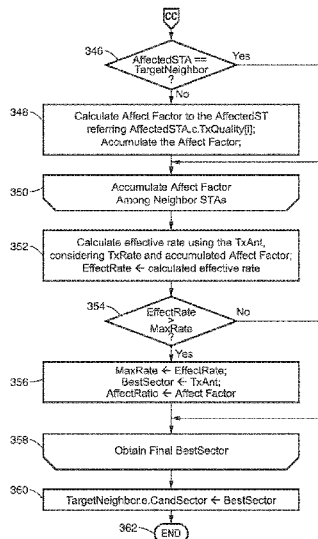 CC
346
AffectedSTA ==
TargetNeighbor
?
Yes
No
348
Calculate Affect Factor to the AffectedST
referring AffectedSTA.c.TxQuality[i];
Accumulate the Affect Factor;
350
Accumulate Affect Factor
Among Neighbor STAs
352
Calculate effective rate using the TxAnt,
considering TxRate and accumulated Affect Factor;
EffectRate ← calculated effective rate
354
EffectRate
>
MaxRate
?
No
Yes
356
MaxRate ← EffectRate;
BestSector ← TxAnt;
AffectRatio ← Affect Factor
358
Obtain Final BestSector
360
TargetNeighbor.e.CandSector ← BestSector
362
END